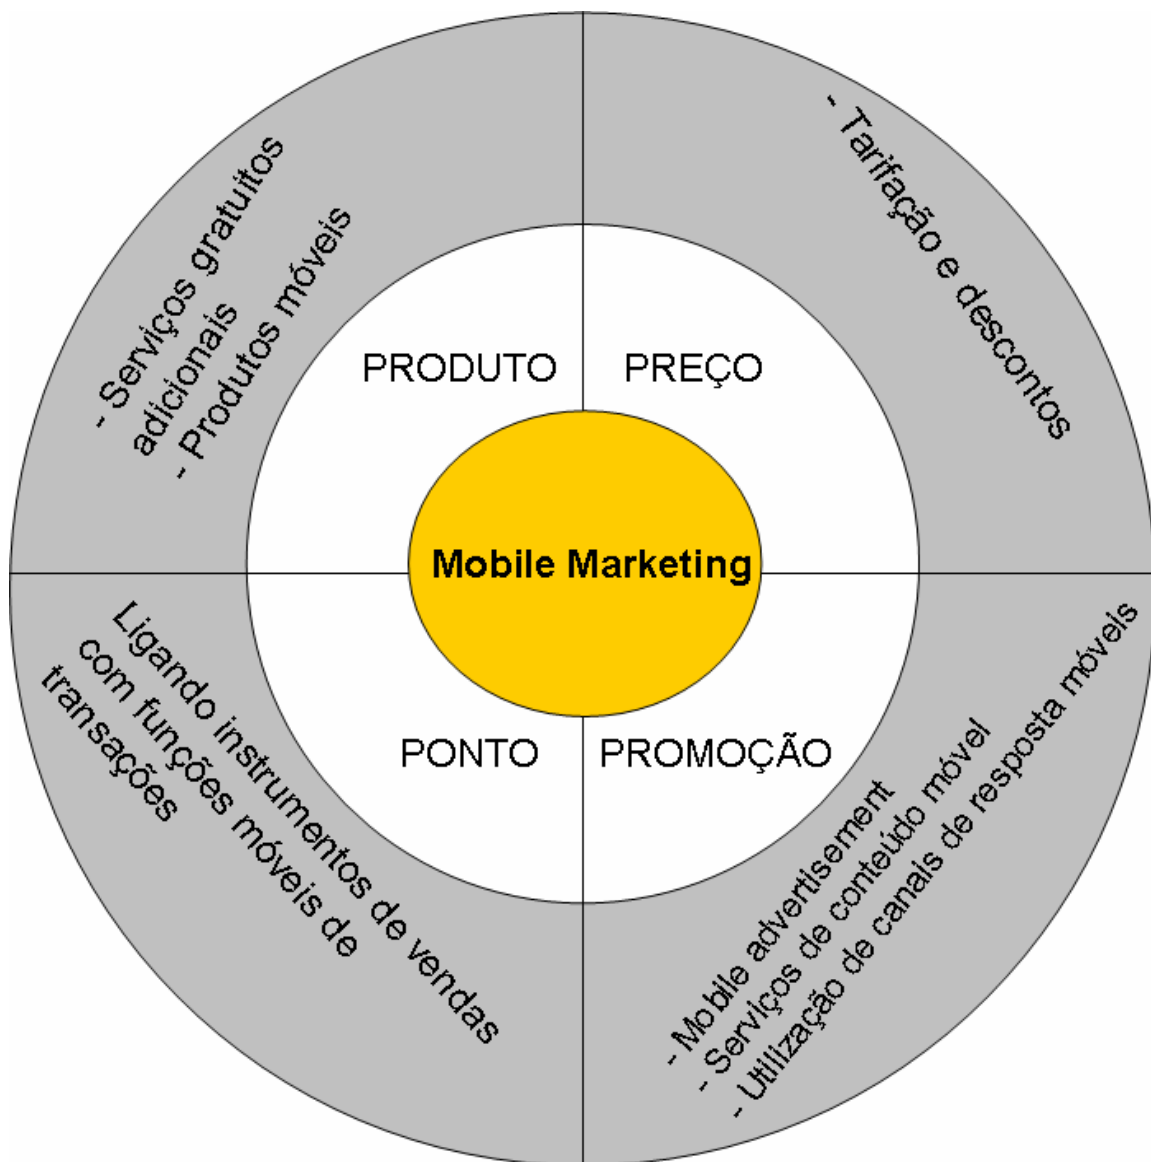 - Serviços gratuitos
adicionais
- Produtos móveis
- Tarifação e descontos
PRODUTO
PREÇO
Mobile Marketing
PONTO
PROMOÇÃO
Ligando instrumentos de vendas
com funções móveis de
transações
- Mobile advertisement
- Serviços de conteúdo móvel
- Utilização de canais de resposta móveis